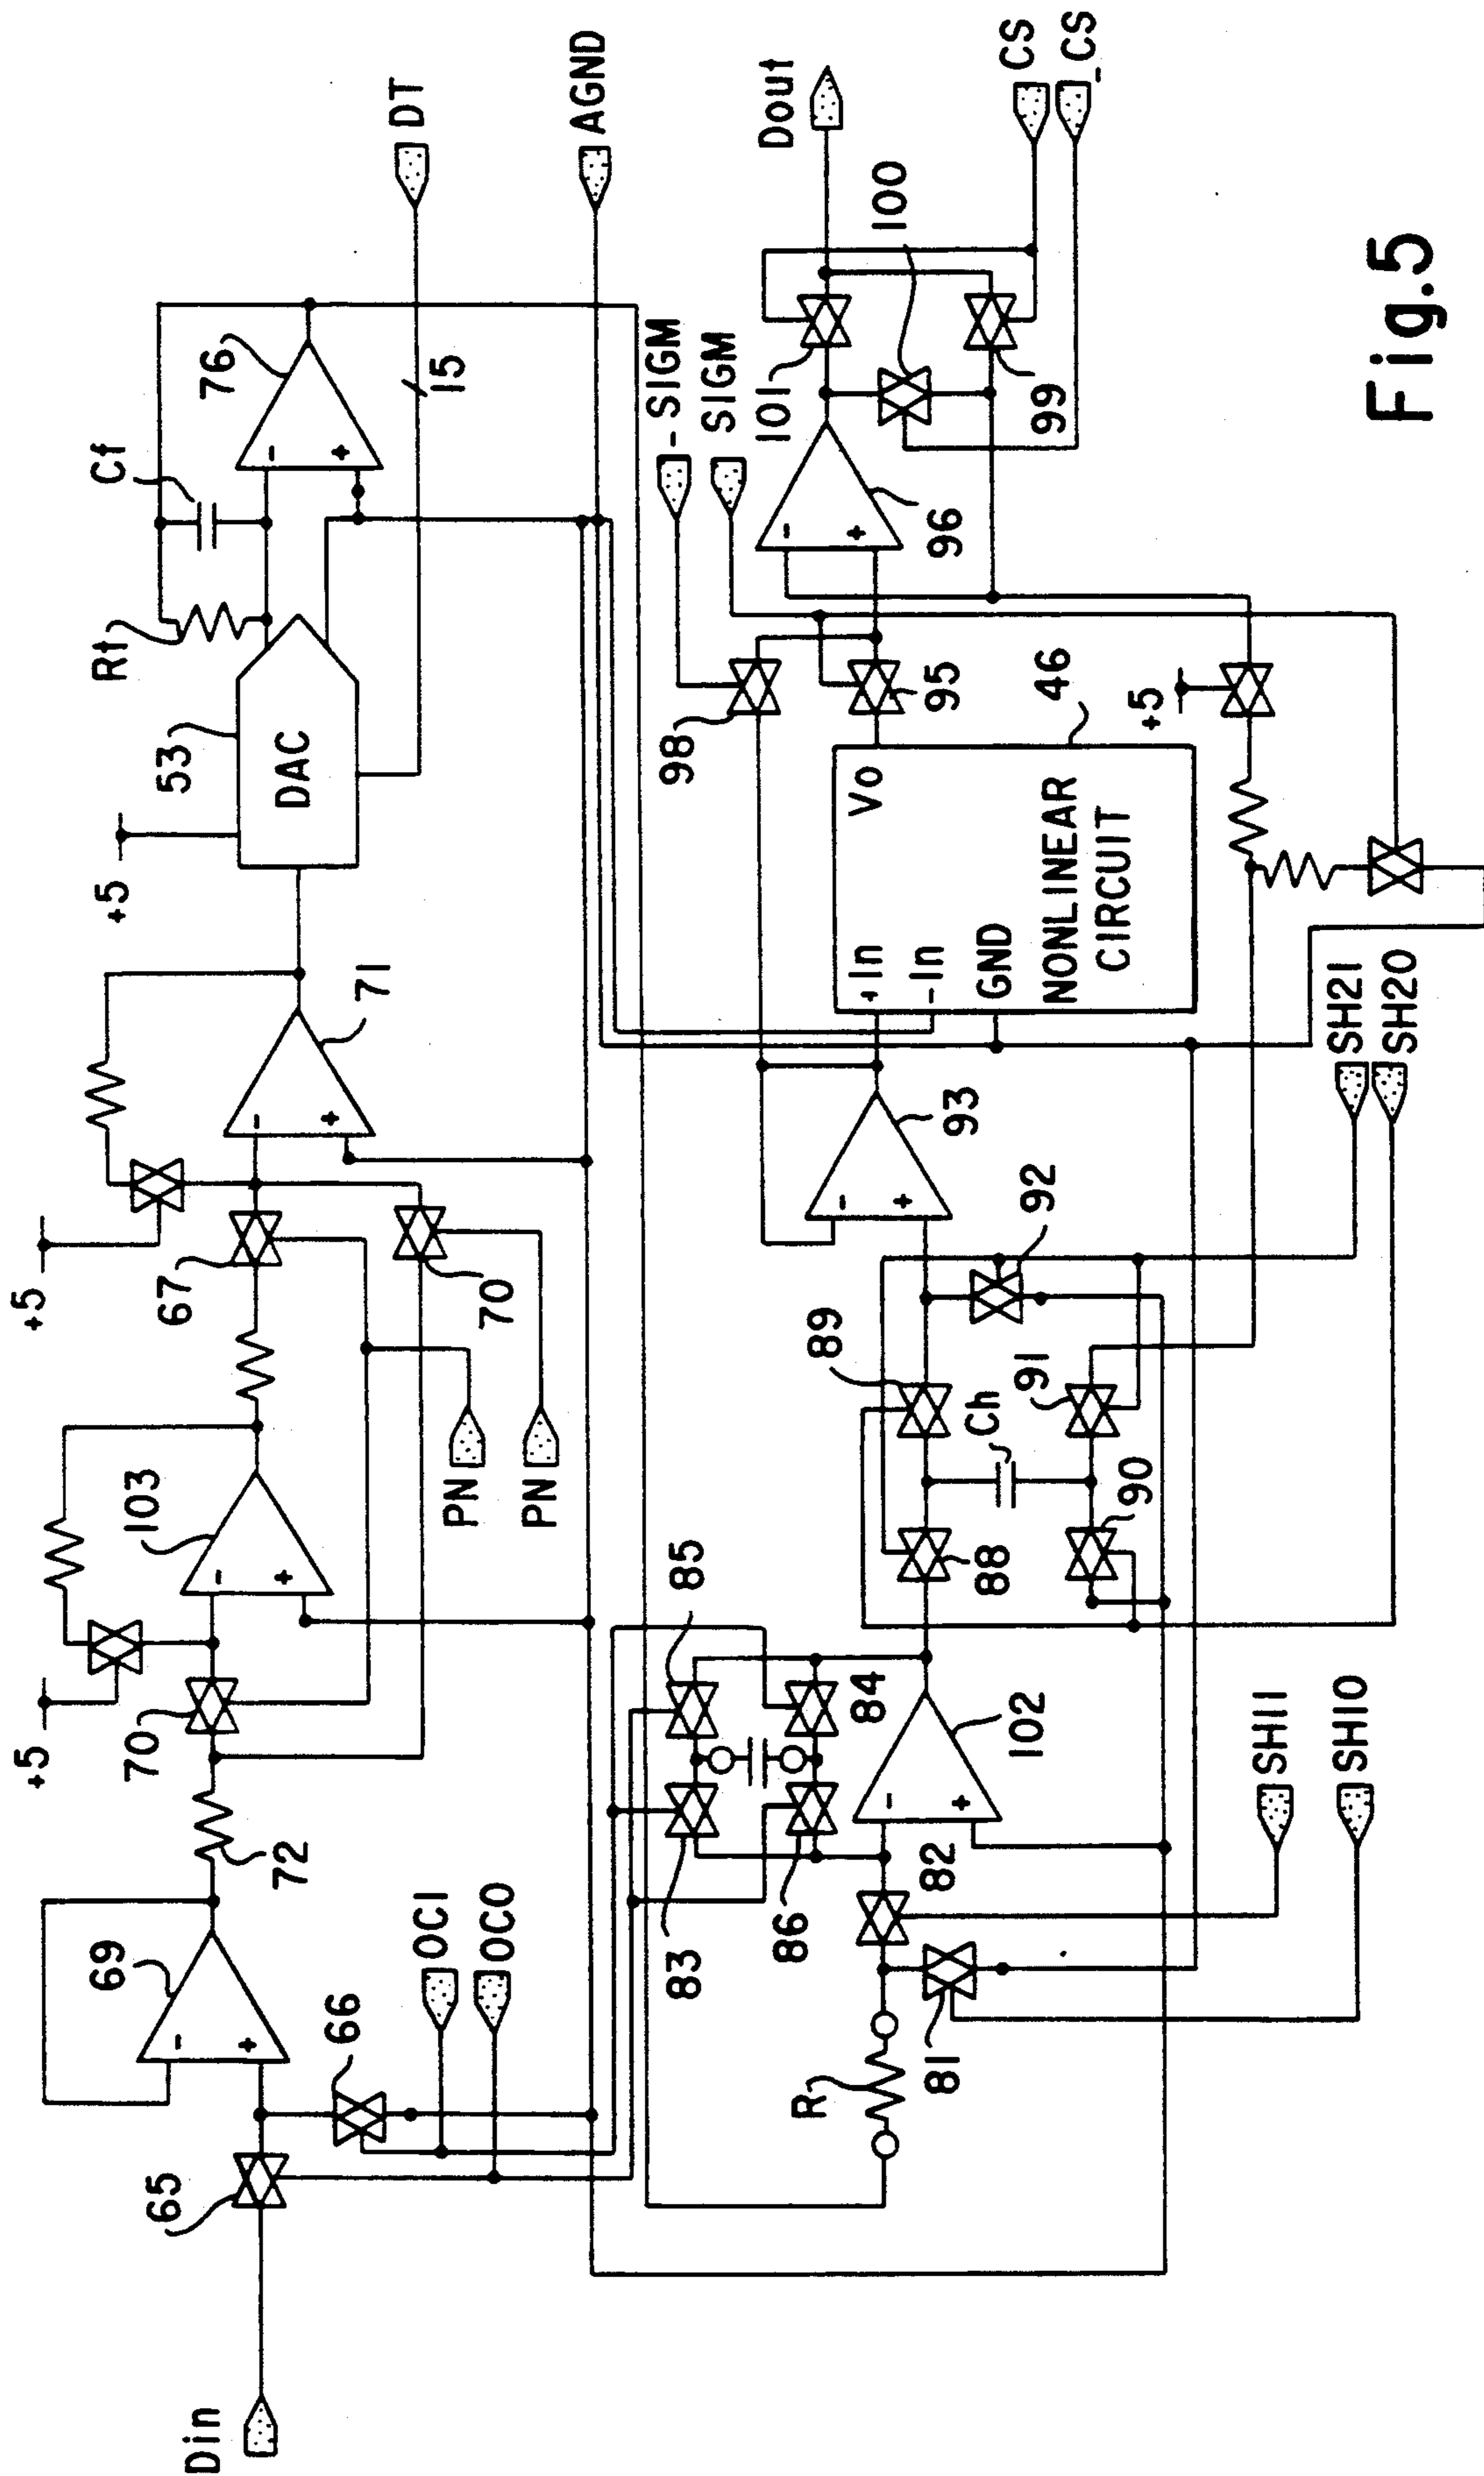 Din
65
66
69
72
OC1
OC0
+5
70
103
PN
PN
+5
67
70
71
+5
53
DAC
Rt
Cf
76
15
DT
AGND
R
81
82
83
86
85
84
102
SH11
SH10
88
89
Ch
90
91
92
93
SH21
SH20
+In
-In
GND
Vo
NONLINEAR
CIRCUIT
46
98
95
+5
-SIGM
SIGM
96
101
100
99
Dout
CS
_CS
-
+
-
+
-
+
-
+
-
+
-
+
-
+
Fig.5